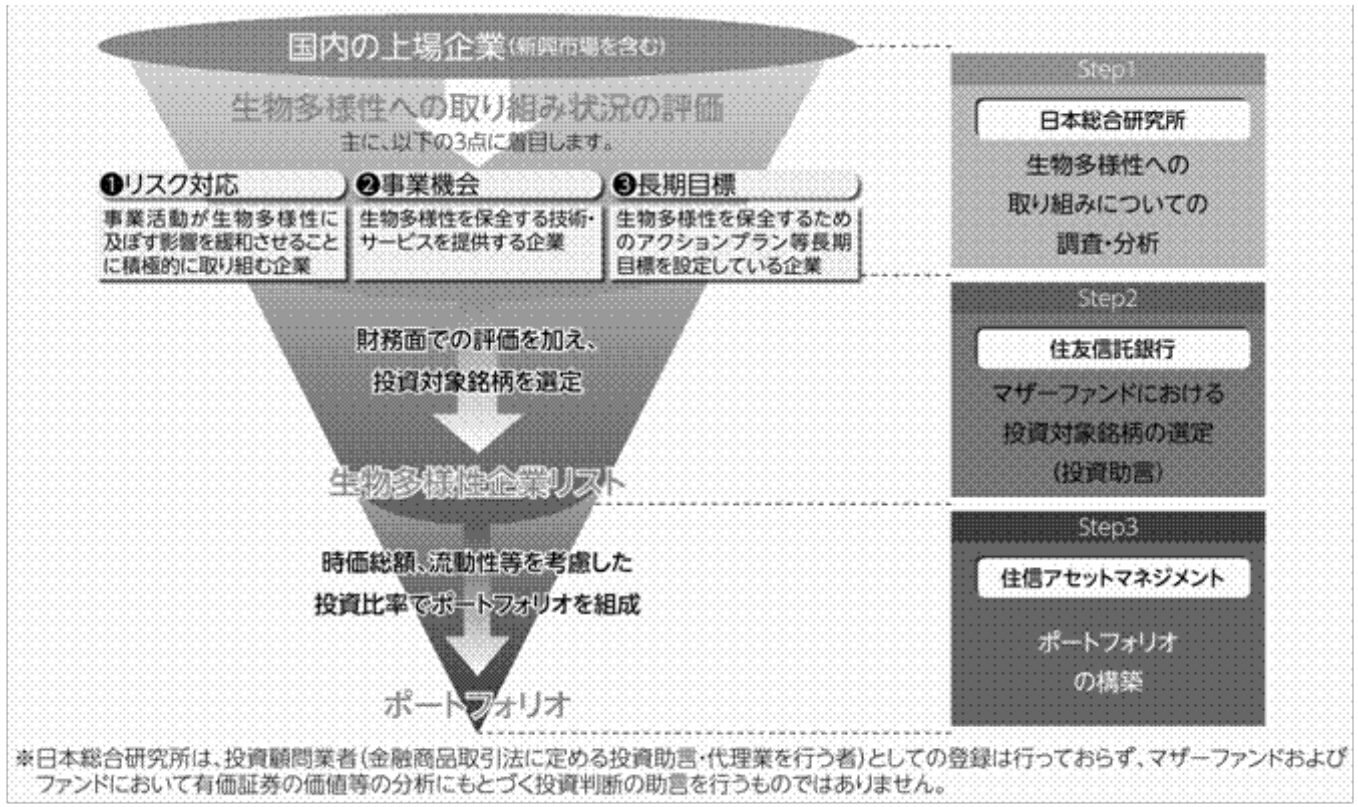 国内の上場企業(新興市場を含む)
生物多様性への取り組み状況の評価
主に、以下の3点に着目します。
❶リスク対応
事業活動が生物多様性に
及ぼす影響を緩和させること
に積極的に取り組む企業
❷事業機会
生物多様性を保全する技術・
サービスを提供する企業
❸長期目標
生物多様性を保全するため
のアクションプラン等長期
目標を設定している企業
財務面での評価を加え、
投資対象銘柄を選定
生物多様性企業リスト
時価総額、流動性等を考慮した
投資比率でポートフォリオを組成
ポートフォリオ
Step1
日本総合研究所
生物多様性への
取り組みについての
調査・分析
Step2
住友信託銀行
マザーファンドにおける
投資対象銘柄の選定
(投資助言)
Step3
住信アセットマネジメント
ポートフォリオ
の構築
※日本総合研究所は、投資顧問業者(金融商品取引法に定める投資助言・代理業を行う者)としての登録は行っておらず、マザーファンドおよび
ファンドにおいて有価証券の価値等の分析にもとづく投資判断の助言を行うものではありません。